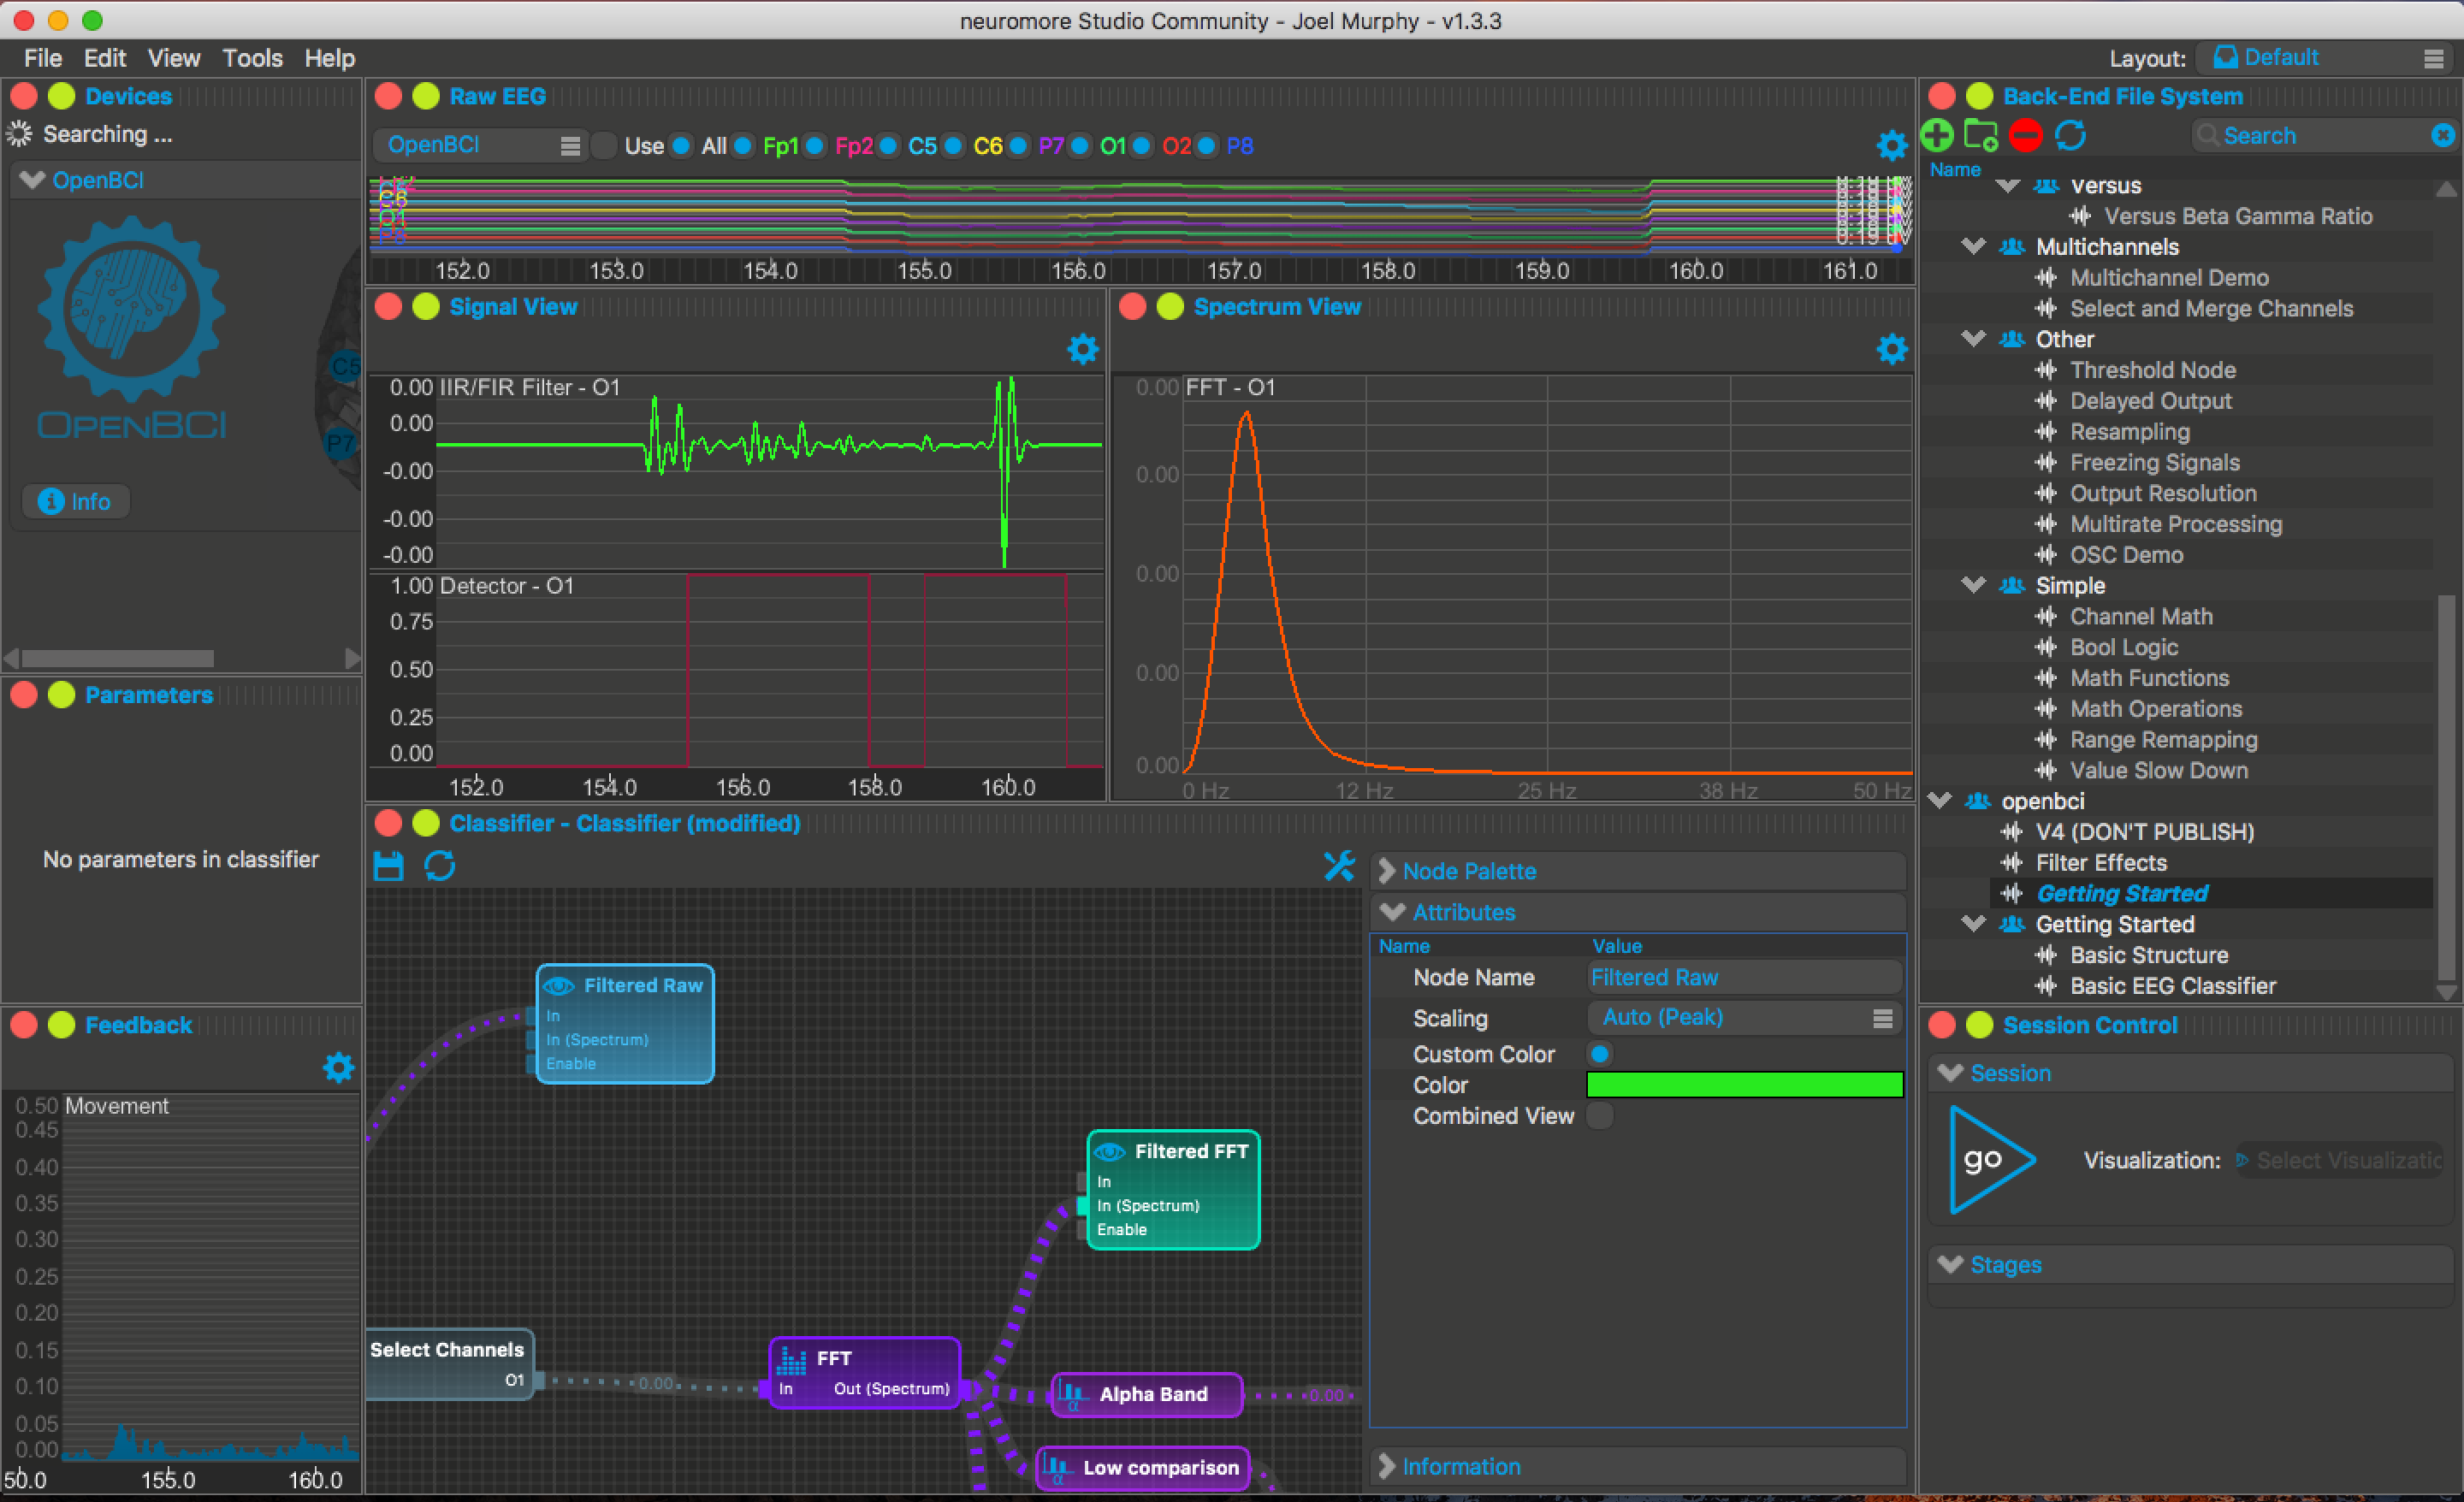 neuromore Studio Community - Joel Murphy - v1.3.3
File Edit View Tools Help
Layout: Default
Devices
Searching ...
OpenBCI
OPENBCI
C5
P7
Info
Parameters
No parameters in classifier
Feedback
0.50 Movement
0.45
0.40
0.35
0.30
0.25
0.20
0.15
0.10
0.05
0.00
50.0 155.0 160.0
Raw EEG
OpenBCI Use All Fp1 Fp2 C5 C6 P7 O1 O2 P8
C6
O1
P8
152.0 153.0 154.0 155.0 156.0 157.0 158.0 159.0 160.0 161.0
Signal View
0.00 IIR/FIR Filter - O1
0.00
-0.00
-0.00
-0.00
1.00 Detector - O1
0.75
0.50
0.25
0.00
152.0 154.0 156.0 158.0 160.0
Spectrum View
0.00 FFT - O1
0.00
0.00
0.00
0.00
0 Hz 12 Hz 25 Hz 38 Hz 50 Hz
Classifier - Classifier (modified)
Filtered Raw
In
In (Spectrum)
Enable
Filtered FFT
In
In (Spectrum)
Enable
Select Channels
O1
0.00
FFT
In Out (Spectrum)
α Alpha Band
0.00
α Low comparison
Node Palette
Attributes
Name Value
Node Name Filtered Raw
Scaling Auto (Peak)
Custom Color
Color
Combined View
Information
Back-End File System
Search
Name
Versus
Versus Beta Gamma Ratio
Multichannels
Multichannel Demo
Select and Merge Channels
Other
Threshold Node
Delayed Output
Resampling
Freezing Signals
Output Resolution
Multirate Processing
OSC Demo
Simple
Channel Math
Bool Logic
Math Functions
Math Operations
Range Remapping
Value Slow Down
openbci
V4 (DON'T PUBLISH)
Filter Effects
Getting Started
Getting Started
Basic Structure
Basic EEG Classifier
Session Control
Session
go Visualization: Select Visualizatic
Stages